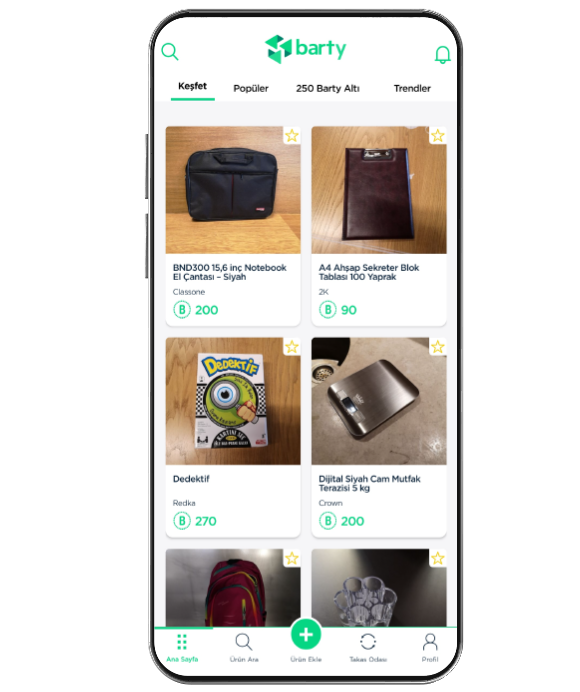 barty
Keşfet
Popüler
250 Barty Altı
Trendler
BND300 15,6 inç Notebook
El Çantası – Siyah
Classone
B 200
A4 Ahşap Sekreter Blok
Tablası 100 Yaprak
2K
B 90
DEDEKTİF
Dedektif
Redka
B 270
Dijital Siyah Cam Mutfak
Terazisi 5 kg
Crown
B 200
Ana Sayfa
Ürün Ara
Ürün Ekle
Takas Odası
Profil